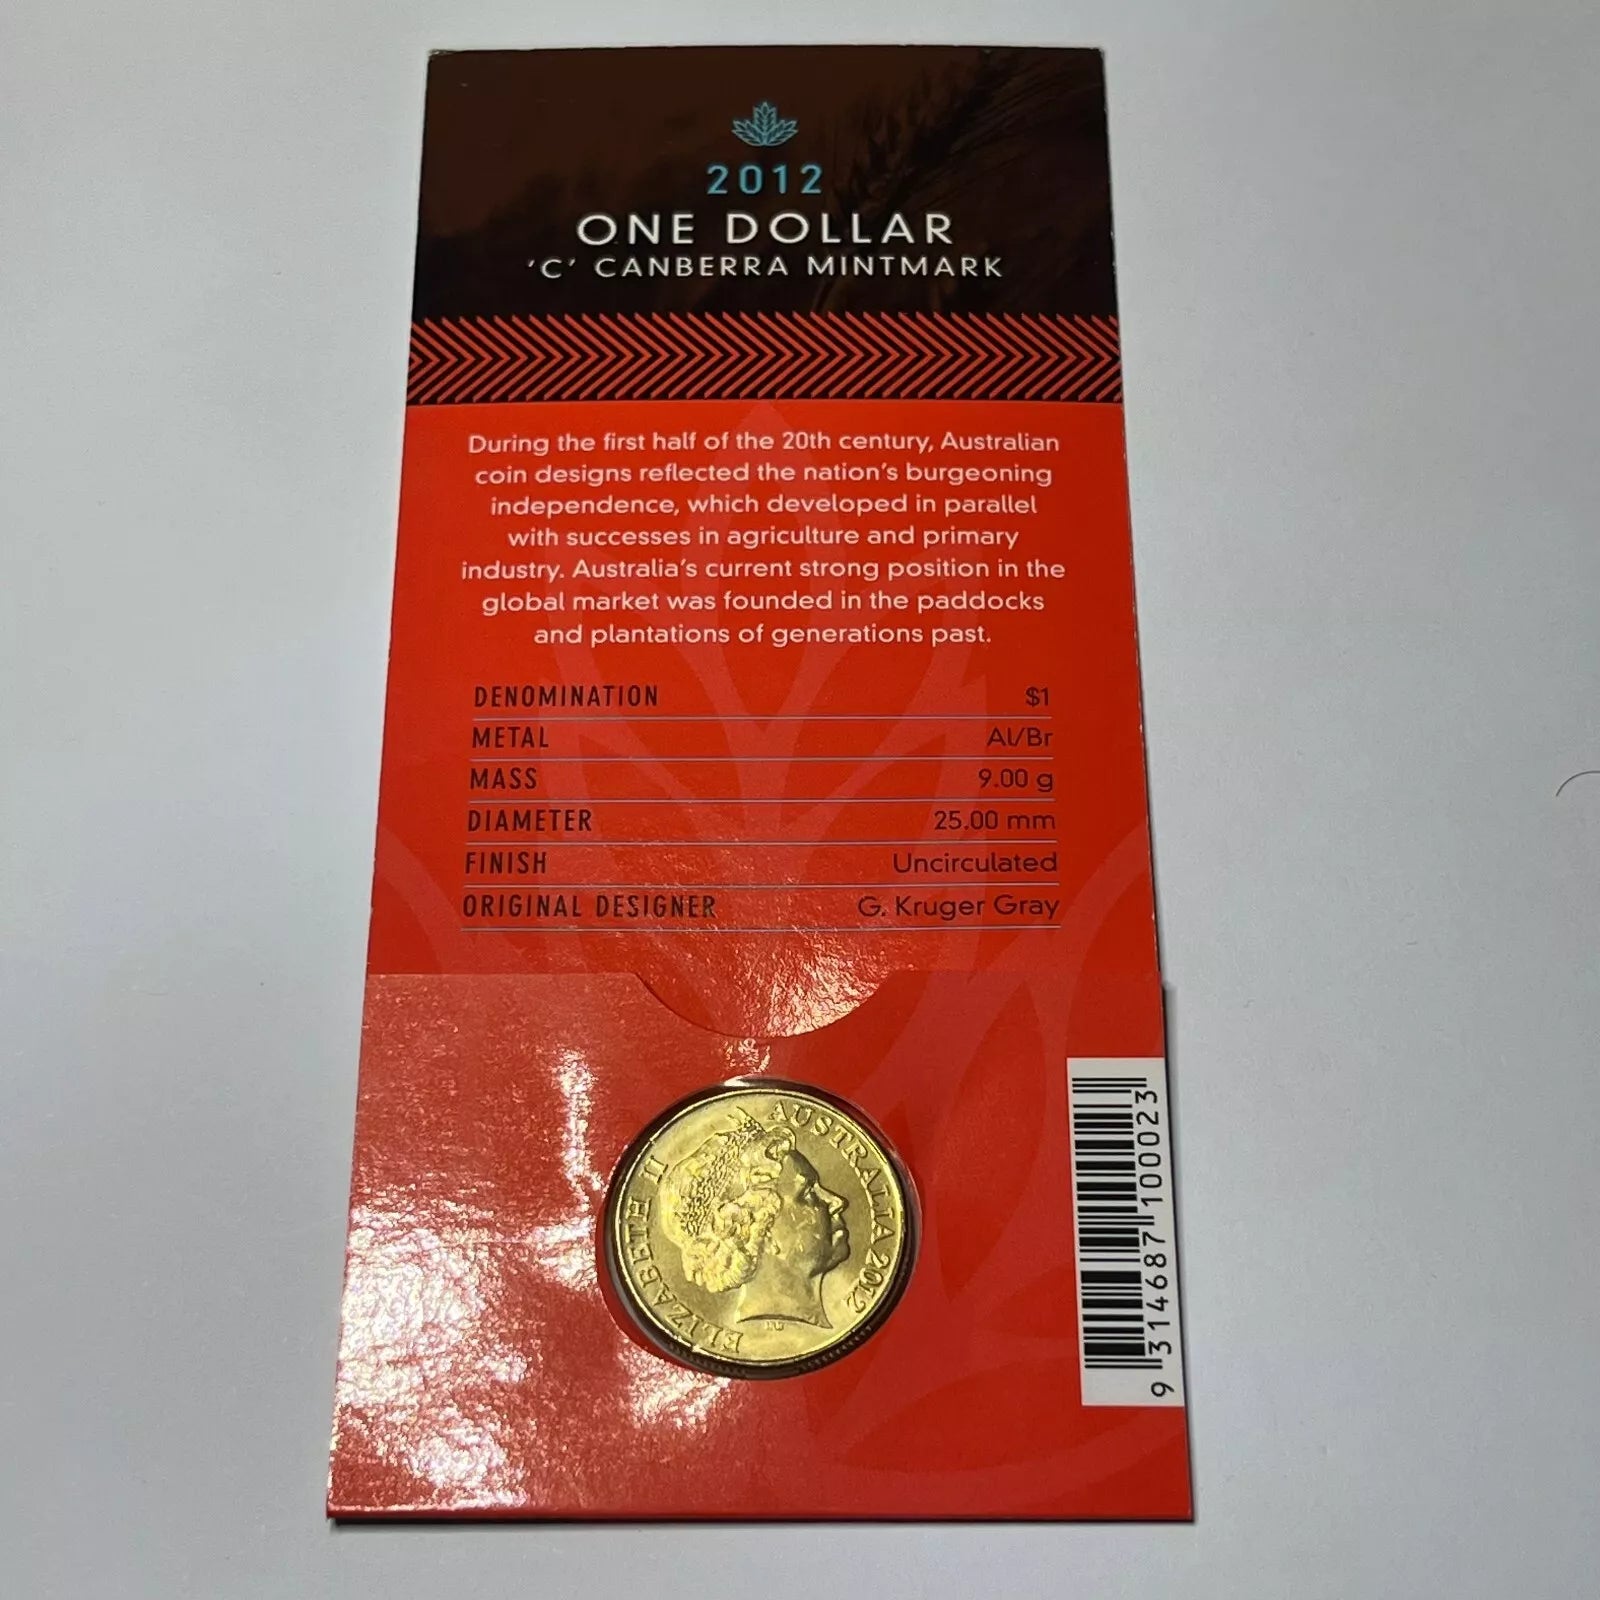 2012
ONE DOLLAR
'C' CANBERRA MINTMARK
During the first half of the 20th century, Australian
coin designs reflected the nation's burgeoning
independence, which developed in parallel
with successes in agriculture and primary
industry. Australia's current strong position in the
global market was founded in the paddocks
and plantations of generations past.
DENOMINATION $1
METAL Al/Br
MASS 9.00 g
DIAMETER 25.00 mm
FINISH Uncirculated
ORIGINAL DESIGNER G. Kruger Gray
ELIZABETH II AUSTRALIA 2012
9 314687 100023